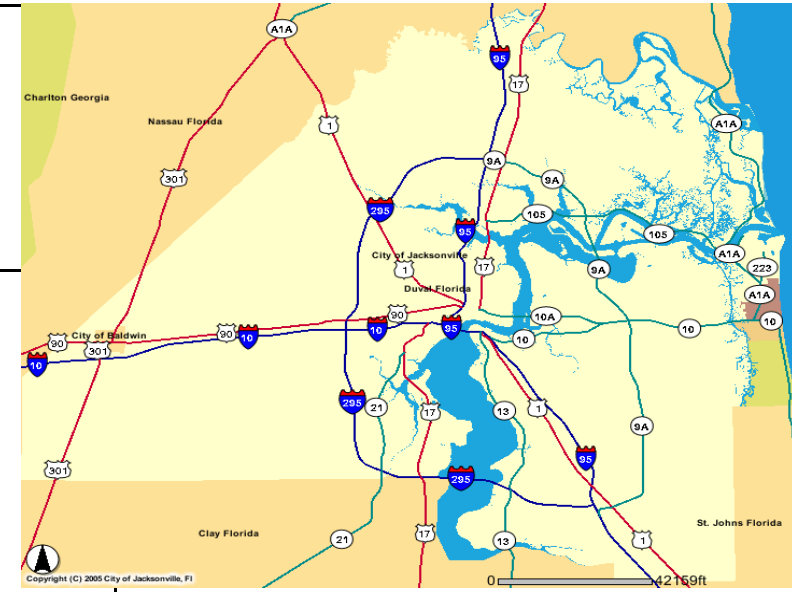 A1A
95
17
Charlton Georgia
Nassau Florida
1
A1A
301
9A
9A
295
105
95
105
City of Jacksonville
A1A
1
17
9A
223
Duval Florida
A1A
90
10A
10
90
City of Baldwin
90
10
95
10
10
301
10
10
295
21
17
13
1
9A
95
301
295
St. Johns Florida
Clay Florida
17
21
13
1
Copyright (C) 2005 City of Jacksonville, Fl
0
42159ft